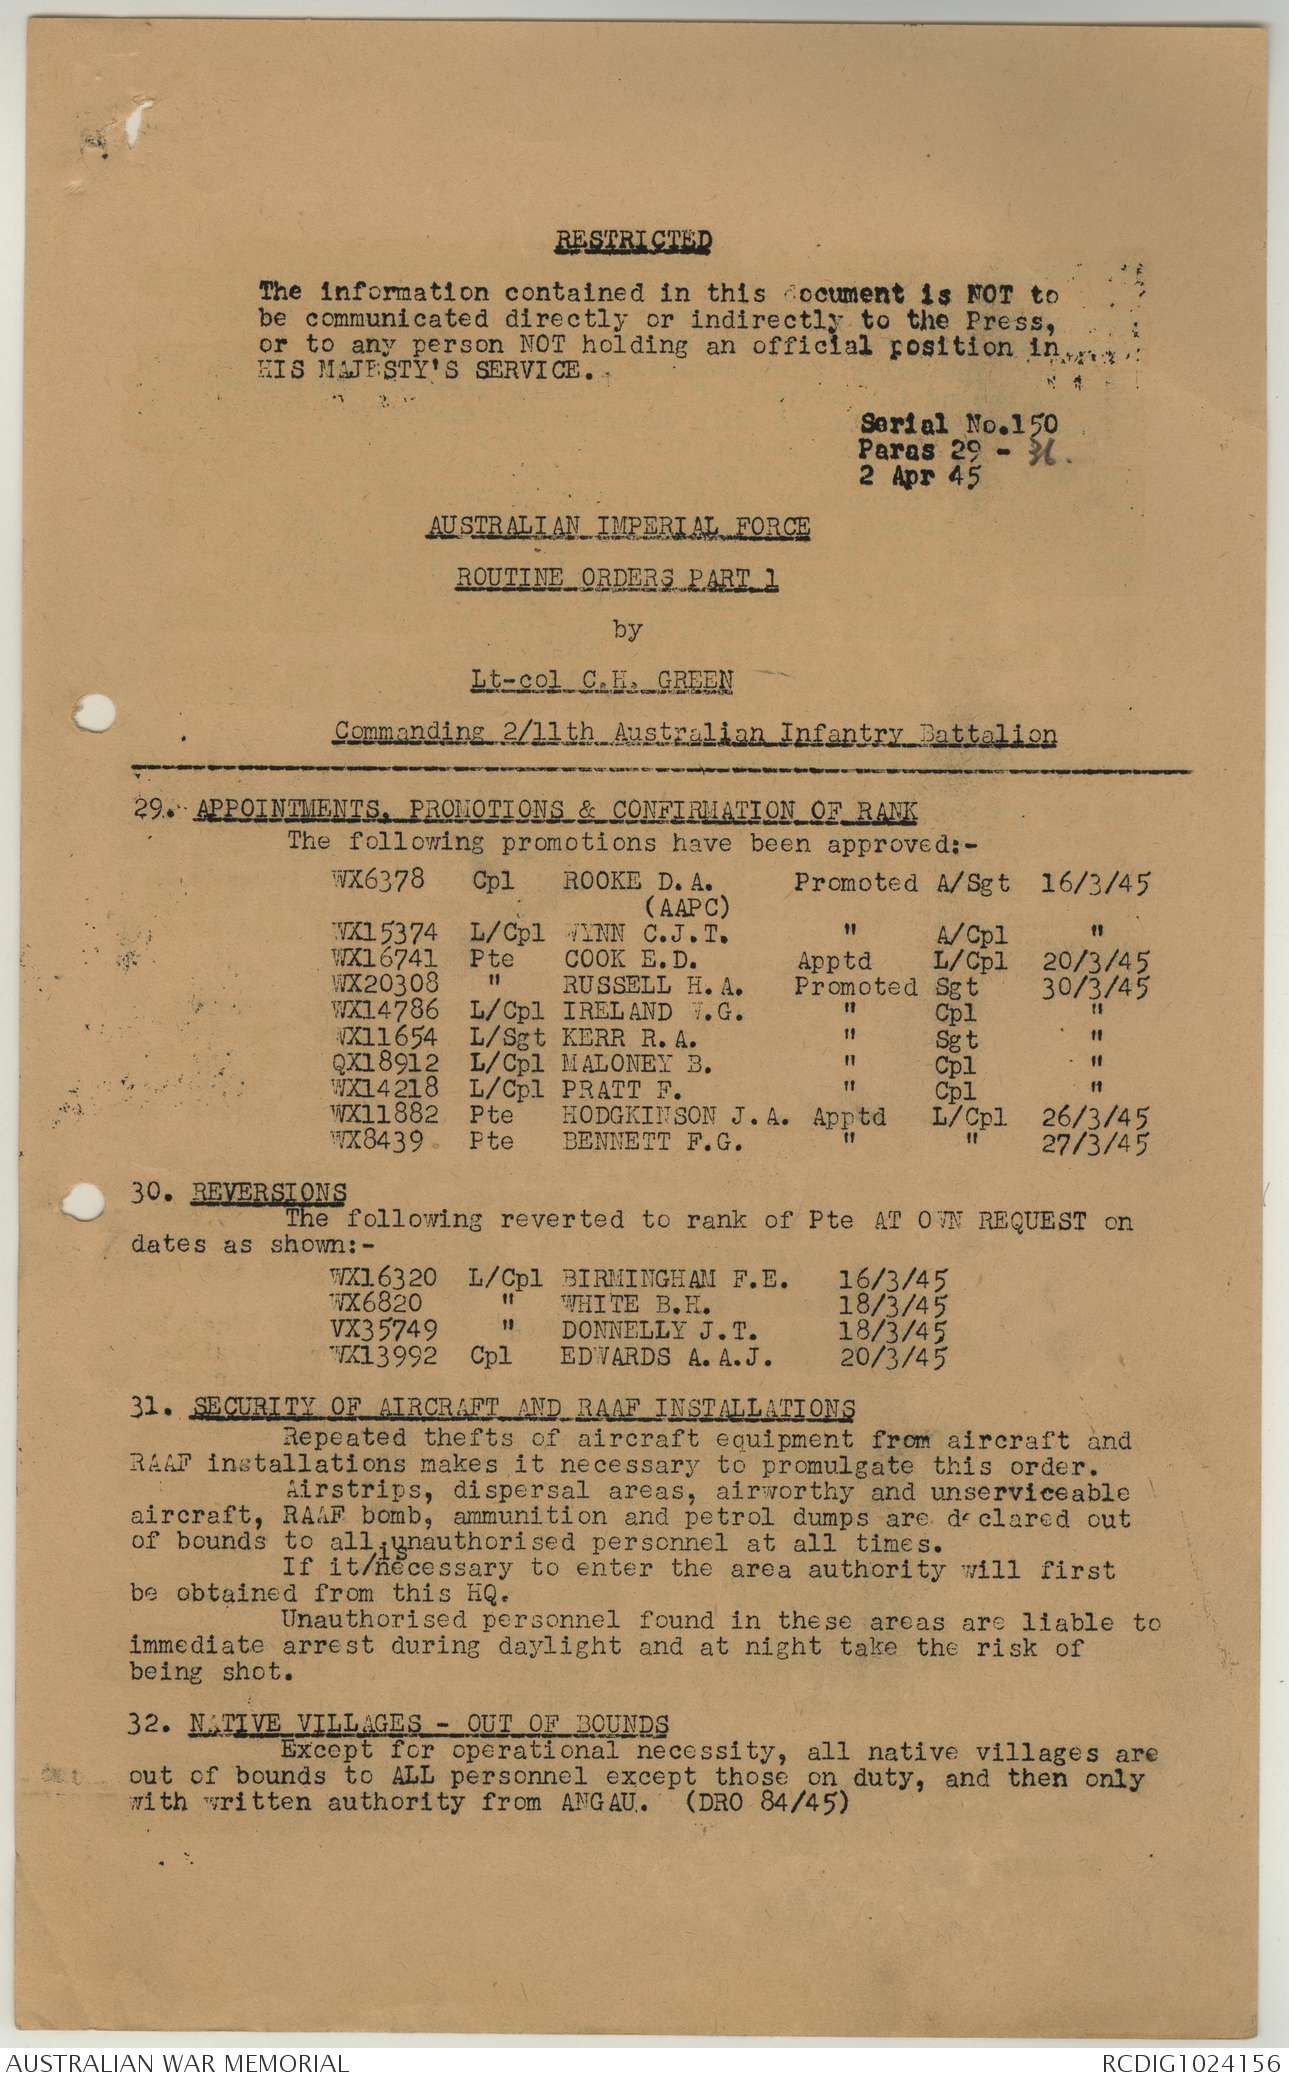 RESTRICTED
The information contained in this document is NOT to
be communicated directly or indirectly to the Press,
or to any person NOT holding an official position in
HIS MAJESTY'S SERVICE.
Serial No.150
Paras 29 - 36.
2 Apr 45
AUSTRALIAN IMPERIAL FORCE
ROUTINE ORDERS PART 1
by
Lt-col C.H. GREEN
Commanding 2/11th Australian Infantry Battalion
29. APPOINTMENTS, PROMOTIONS & CONFIRMATION OF RANK
The following promotions have been approved:-
WX6378 Cpl ROOKE D.A. Promoted A/Sgt 16/3/45
(AAPC)
WX15374 L/Cpl WYNN C.J.T. " A/Cpl "
WX16741 Pte COOK E.D. Apptd L/Cpl 20/3/45
WX20308 " RUSSELL H.A. Promoted Sgt 30/3/45
WX14786 L/Cpl IRELAND W.G. " Cpl "
WX11654 L/Sgt KERR R.A. " Sgt "
QX18912 L/Cpl MALONEY B. " Cpl "
WX14218 L/Cpl PRATT F. " Cpl "
WX11882 Pte HODGKINSON J.A. Apptd L/Cpl 26/3/45
WX8439 Pte BENNETT F.G. " " 27/3/45
30. REVERSIONS
The following reverted to rank of Pte AT OWN REQUEST on
dates as shown:-
WX16320 L/Cpl BIRMINGHAM F.E. 16/3/45
WX6820 " WHITE B.H. 18/3/45
VX35749 " DONNELLY J.T. 18/3/45
WX13992 Cpl EDWARDS A.A.J. 20/3/45
31. SECURITY OF AIRCRAFT AND RAAF INSTALLATIONS
Repeated thefts of aircraft equipment from aircraft and
RAAF installations makes it necessary to promulgate this order.
Airstrips, dispersal areas, airworthy and unserviceable
aircraft, RAAF bomb, ammunition and petrol dumps are declared out
of bounds to all unauthorised personnel at all times.
is
If it/necessary to enter the area authority will first
be obtained from this HQ.
Unauthorised personnel found in these areas are liable to
immediate arrest during daylight and at night take the risk of
being shot.
32. NATIVE VILLAGES - OUT OF BOUNDS
Except for operational necessity, all native villages are
out of bounds to ALL personnel except those on duty, and then only
with written authority from ANGAU. (DRO 84/45)
AUSTRALIAN WAR MEMORIAL
RCDIG1024156